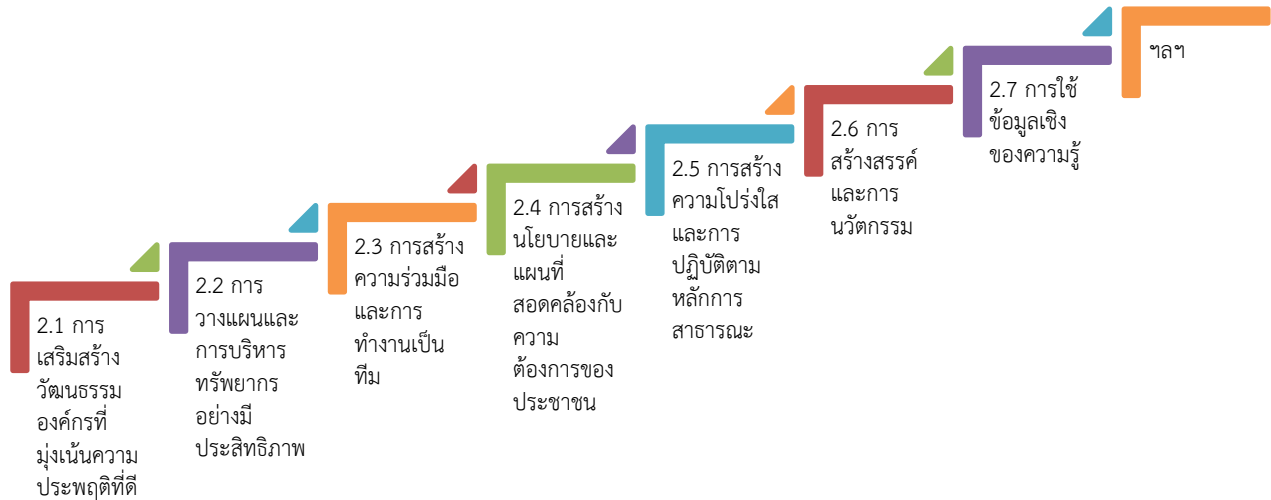 2.1 การ
เสริมสร้าง
วัฒนธรรม
องค์กรที่
มุ่งเน้นความ
ประพฤติที่ดี
2.2 การ
วางแผนและ
การบริหาร
ทรัพยากร
อย่างมี
ประสิทธิภาพ
2.3 การสร้าง
ความร่วมมือ
และการ
ทำงานเป็น
ทีม
2.4 การสร้าง
นโยบายและ
แผนที่
สอดคล้องกับ
ความ
ต้องการของ
ประชาชน
2.5 การสร้าง
ความโปร่งใส
และการ
ปฏิบัติตาม
หลักการ
สาธารณะ
2.6 การ
สร้างสรรค์
และการ
นวัตกรรม
2.7 การใช้
ข้อมูลเชิง
ของความรู้
ฯลฯ